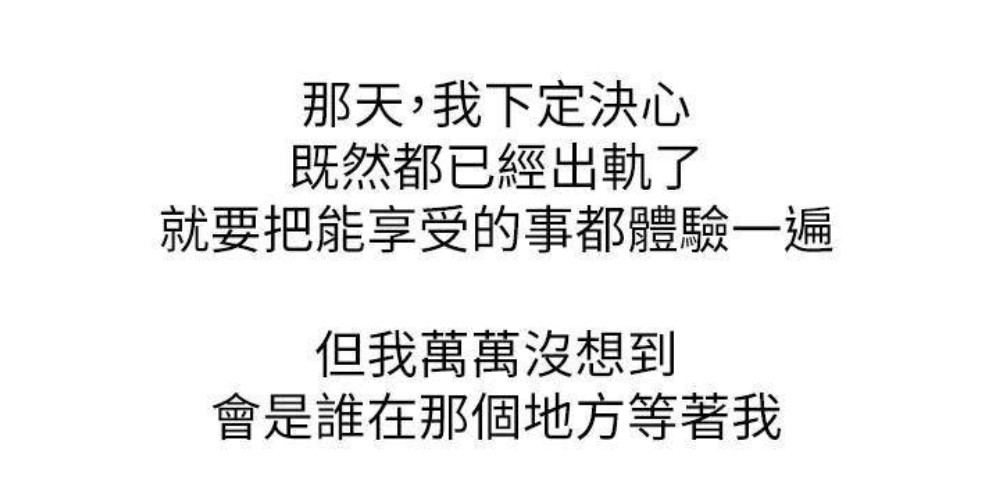 那天,我下定決心
既然都已經出軌了
就要把能享受的事都體驗一遍
但我萬萬沒想到
會是誰在那個地方等著我